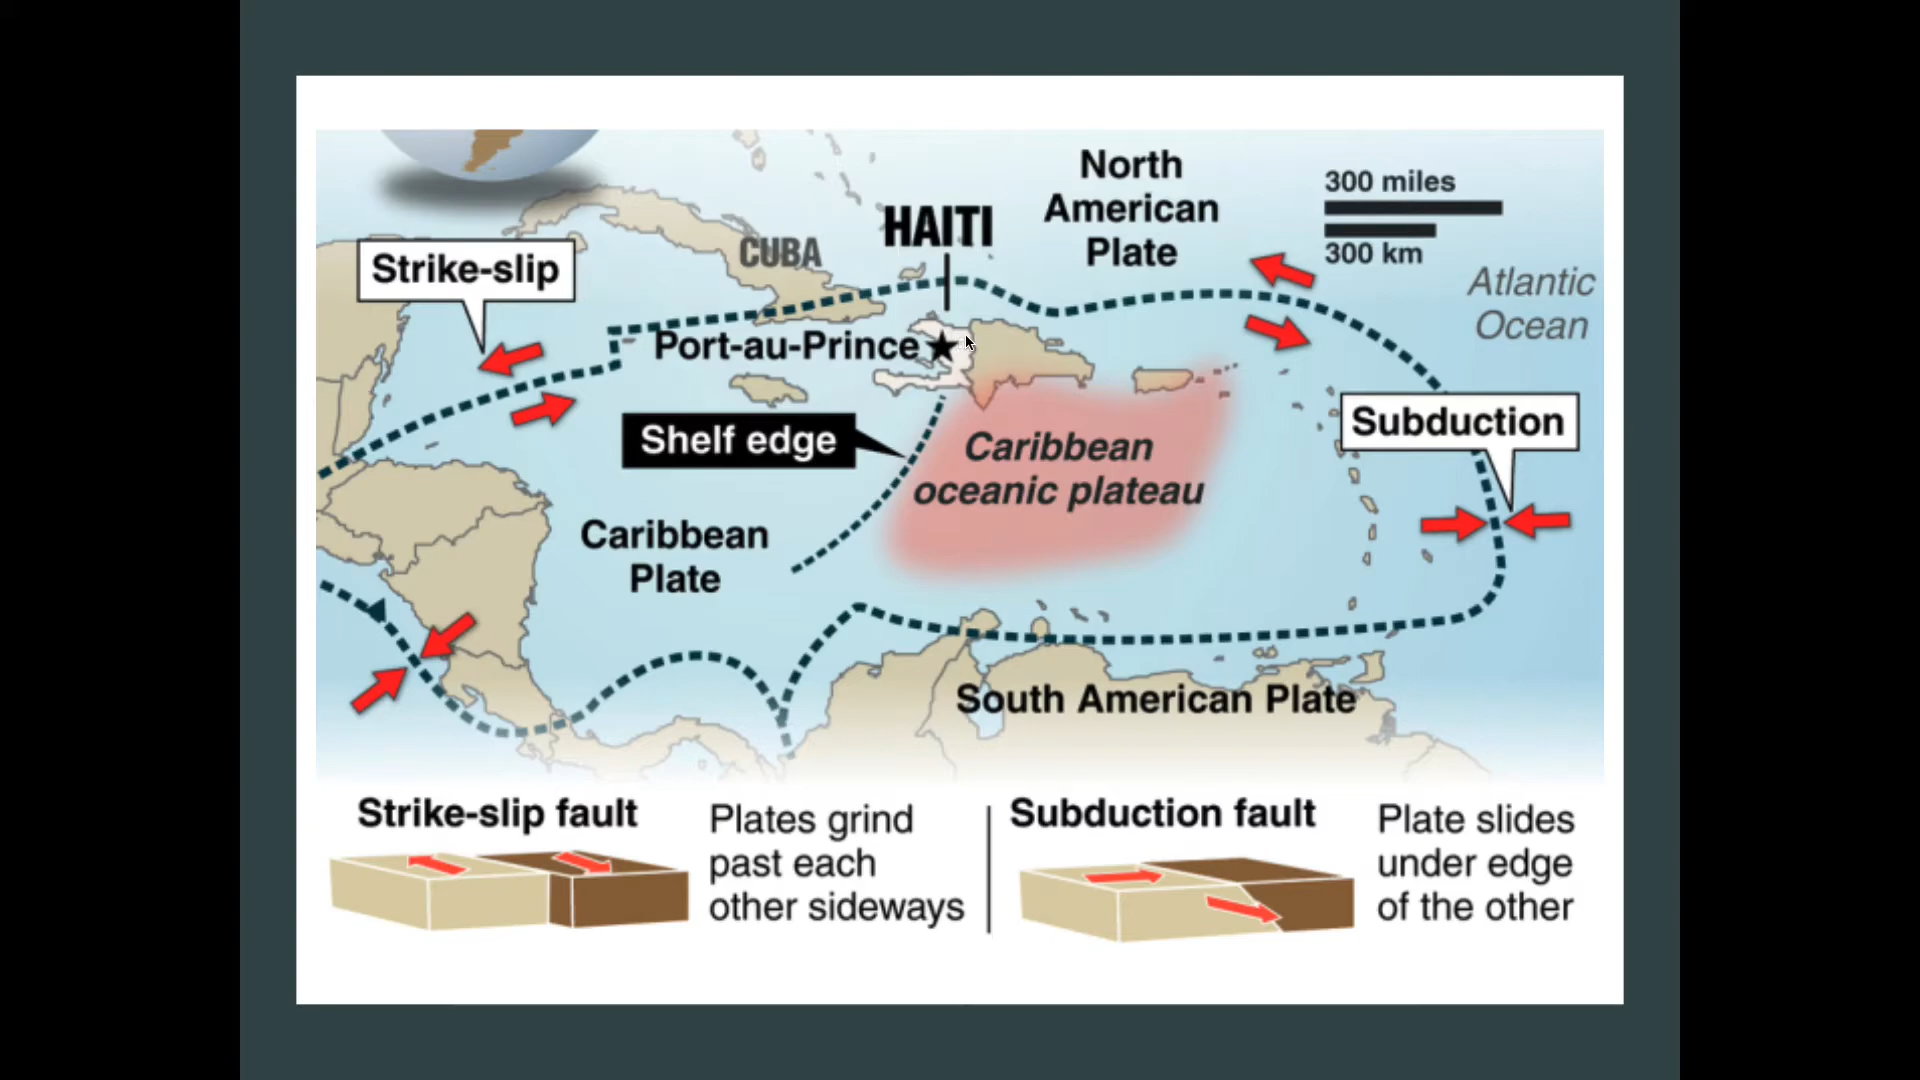 North
American
Plate
300 miles
300 km
HAITI
CUBA
Strike-slip
Atlantic
Ocean
Port-au-Prince
Subduction
Shelf edge
Caribbean
oceanic plateau
Caribbean
Plate
South American Plate
Strike-slip fault
Plates grind
past each
other sideways
Subduction fault
Plate slides
under edge
of the other